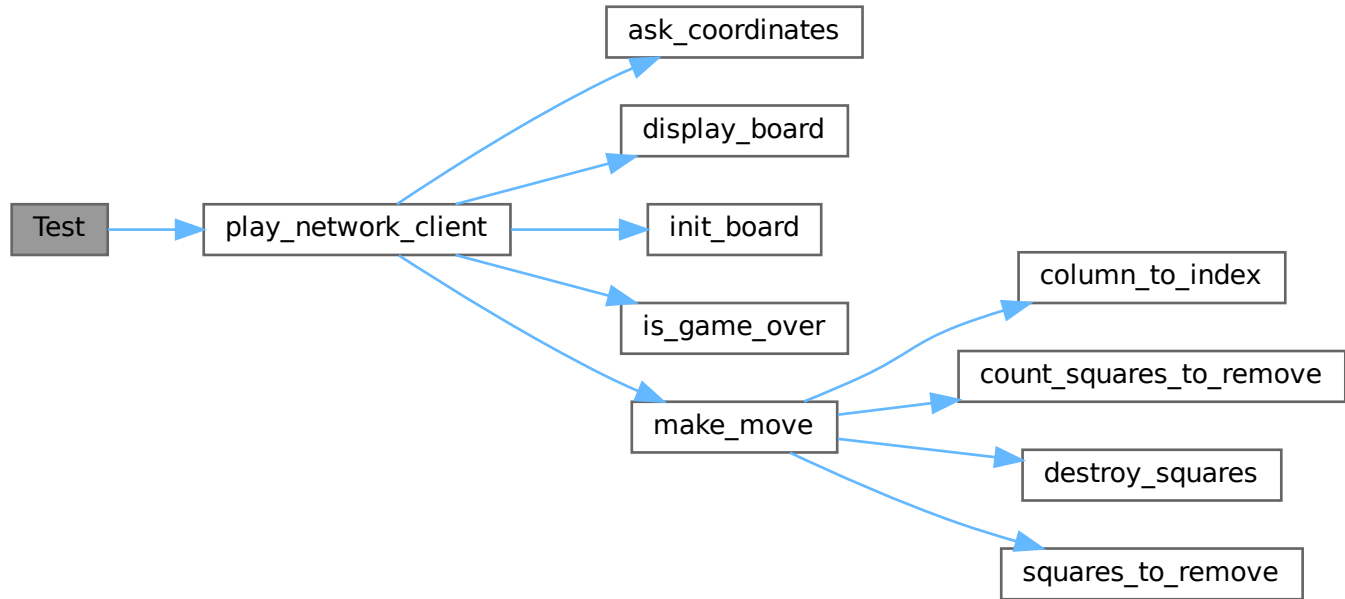 Test
play_network_client
ask_coordinates
display_board
init_board
is_game_over
make_move
column_to_index
count_squares_to_remove
destroy_squares
squares_to_remove